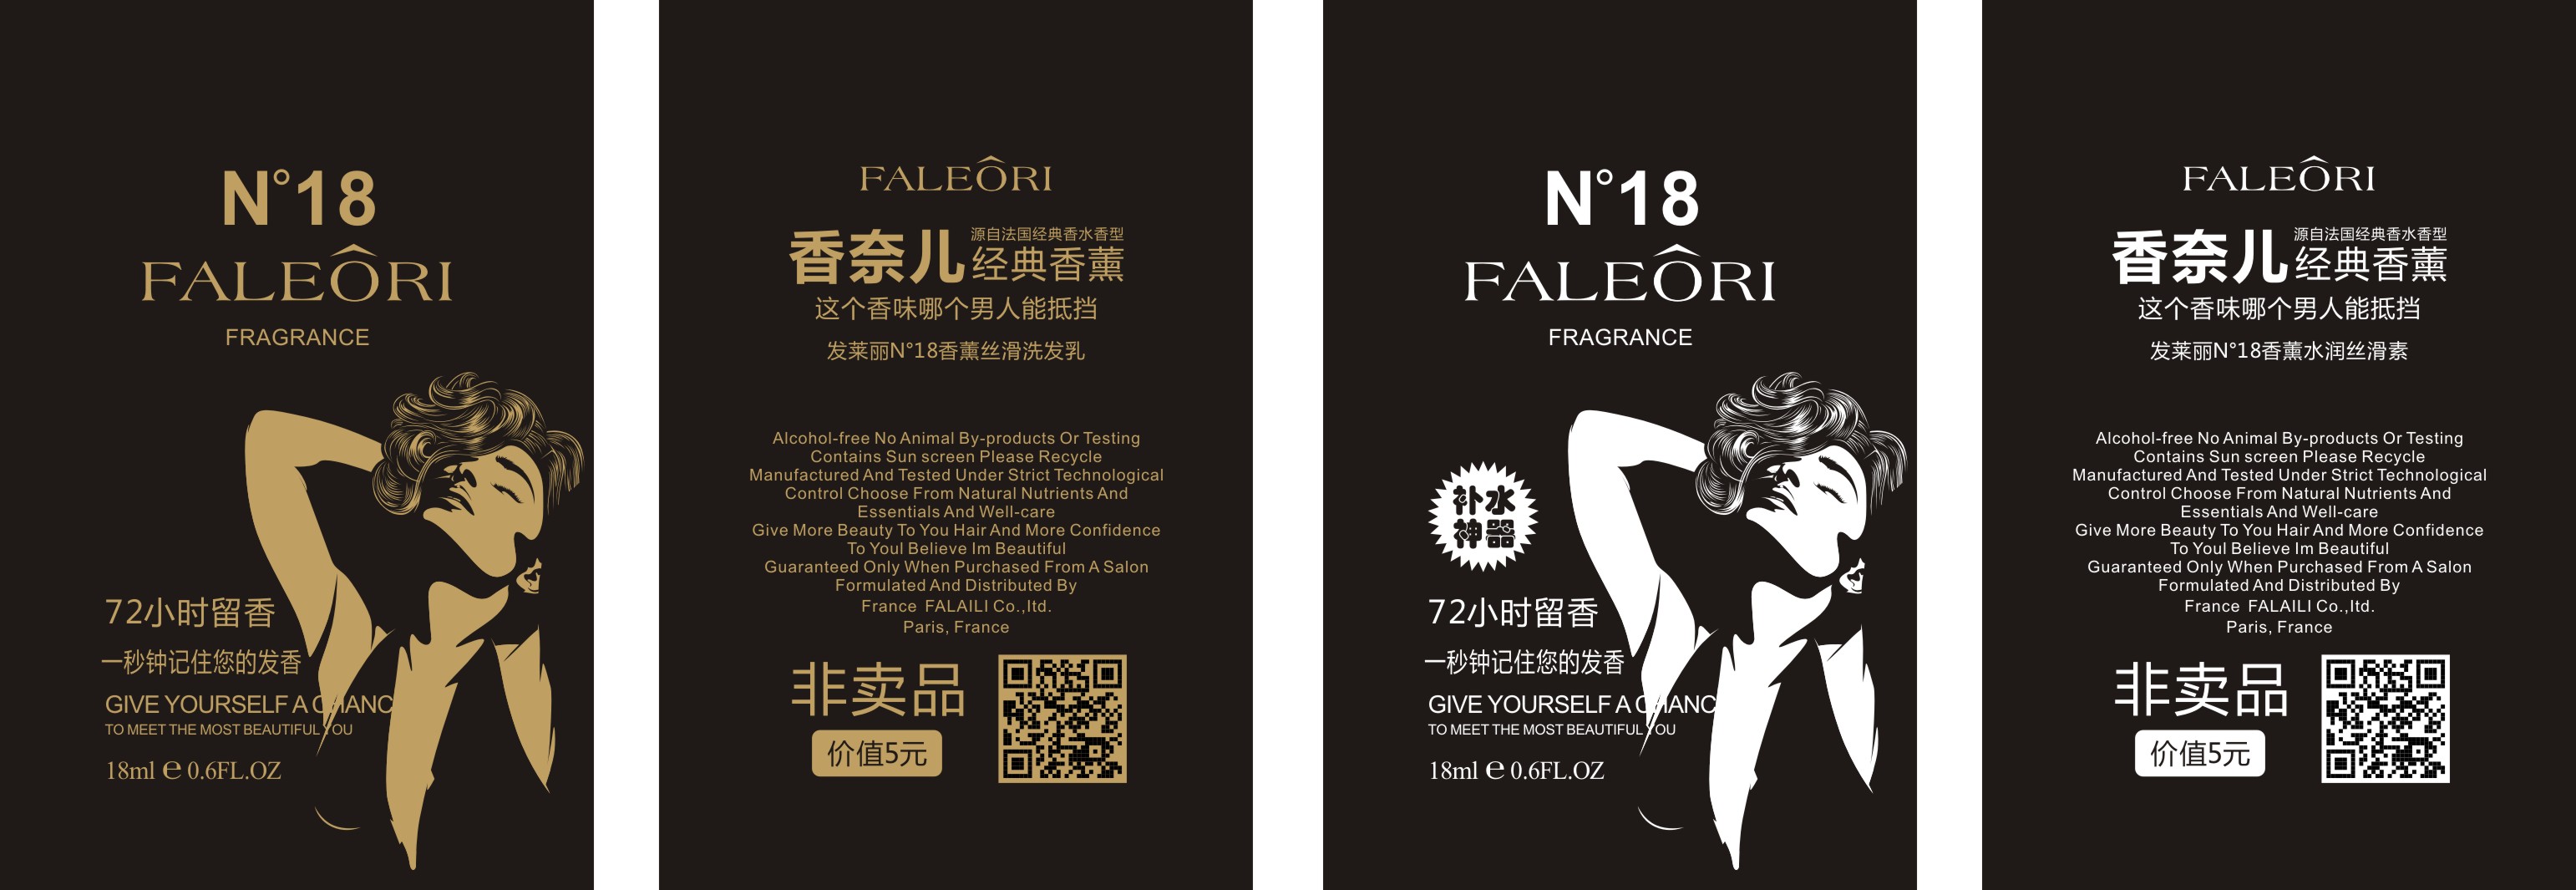 N°18
FALEÔRI
FRAGRANCE
72小时留香
一秒钟记住您的发香
GIVE YOURSELF A CHANC
TO MEET THE MOST BEAUTIFUL YOU
18ml ℮ 0.6FL.OZ
FALEÔRI
香奈儿
源自法国经典香水香型
经典香薰
这个香味哪个男人能抵挡
发莱丽N°18香薰丝滑洗发乳
Alcohol-free No Animal By-products Or Testing
Contains Sun screen Please Recycle
Manufactured And Tested Under Strict Technological
Control Choose From Natural Nutrients And
Essentials And Well-care
Give More Beauty To You Hair And More Confidence
To Youl Believe Im Beautiful
Guaranteed Only When Purchased From A Salon
Formulated And Distributed By
France FALAILI Co.,ltd.
Paris, France
非卖品
价值5元
N°18
FALEÔRI
FRAGRANCE
补水
神器
72小时留香
一秒钟记住您的发香
GIVE YOURSELF A CHANC
TO MEET THE MOST BEAUTIFUL YOU
18ml ℮ 0.6FL.OZ
FALEÔRI
香奈儿
源自法国经典香水香型
经典香薰
这个香味哪个男人能抵挡
发莱丽N°18香薰水润丝滑素
Alcohol-free No Animal By-products Or Testing
Contains Sun screen Please Recycle
Manufactured And Tested Under Strict Technological
Control Choose From Natural Nutrients And
Essentials And Well-care
Give More Beauty To You Hair And More Confidence
To Youl Believe Im Beautiful
Guaranteed Only When Purchased From A Salon
Formulated And Distributed By
France FALAILI Co.,ltd.
Paris, France
非卖品
价值5元